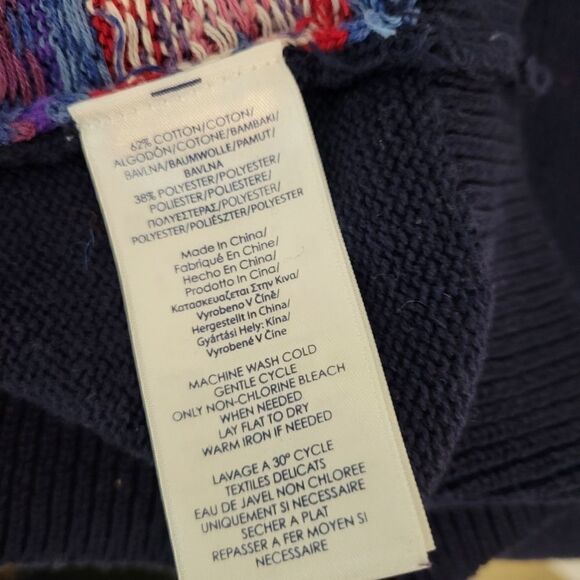 62% COTTON/COTON/
ALGODÓN/COTONE/BAMBAKI/
BAVLNA/BAUMWOLLE/PAMUT/
BAVLNA
38% POLYESTER/POLYESTER/
POLIESTER/POLIESTERE/
ΠΟΛΥΕΣΤΕΡΑΣ/POLYESTER/
POLYESTER/POLIÉSZTER/POLYESTER
Made In China/
Fabriqué En Chine/
Hecho En China/
Prodotto In Cina/
Κατασκευάζεται Στην Κινα/
Vyrobeno V Číně/
Hergestellt In China/
Gyártási Hely: Kína/
Vyrobené V Číne
MACHINE WASH COLD
GENTLE CYCLE
ONLY NON-CHLORINE BLEACH
WHEN NEEDED
LAY FLAT TO DRY
WARM IRON IF NEEDED
LAVAGE A 30° CYCLE
TEXTILES DELICATS
EAU DE JAVEL NON CHLOREE
UNIQUEMENT SI NECESSAIRE
SECHER A PLAT
REPASSER A FER MOYEN SI
NECESSAIRE